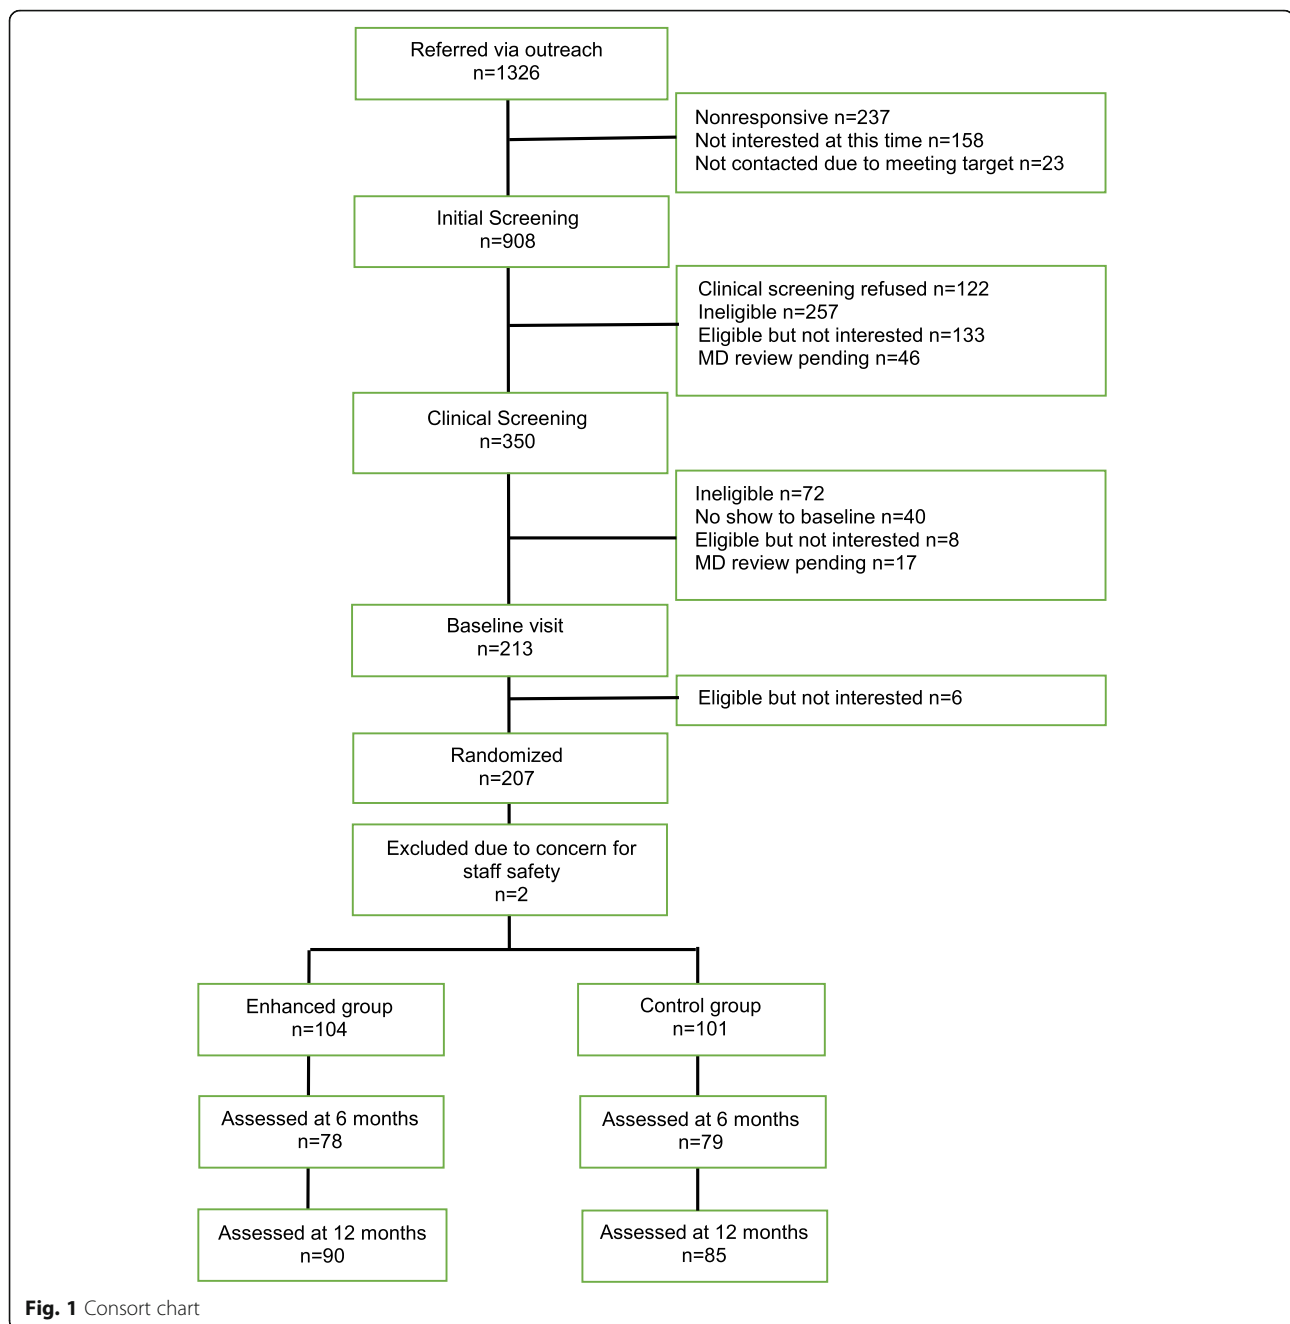 Referred via outreach
n=1326
Nonresponsive n=237
Not interested at this time n=158
Not contacted due to meeting target n=23
Initial Screening
n=908
Clinical screening refused n=122
Ineligible n=257
Eligible but not interested n=133
MD review pending n=46
Clinical Screening
n=350
Ineligible n=72
No show to baseline n=40
Eligible but not interested n=8
MD review pending n=17
Baseline visit
n=213
Eligible but not interested n=6
Randomized
n=207
Excluded due to concern for
staff safety
n=2
Enhanced group
n=104
Control group
n=101
Assessed at 6 months
n=78
Assessed at 6 months
n=79
Assessed at 12 months
n=90
Assessed at 12 months
n=85
Fig. 1 Consort chart